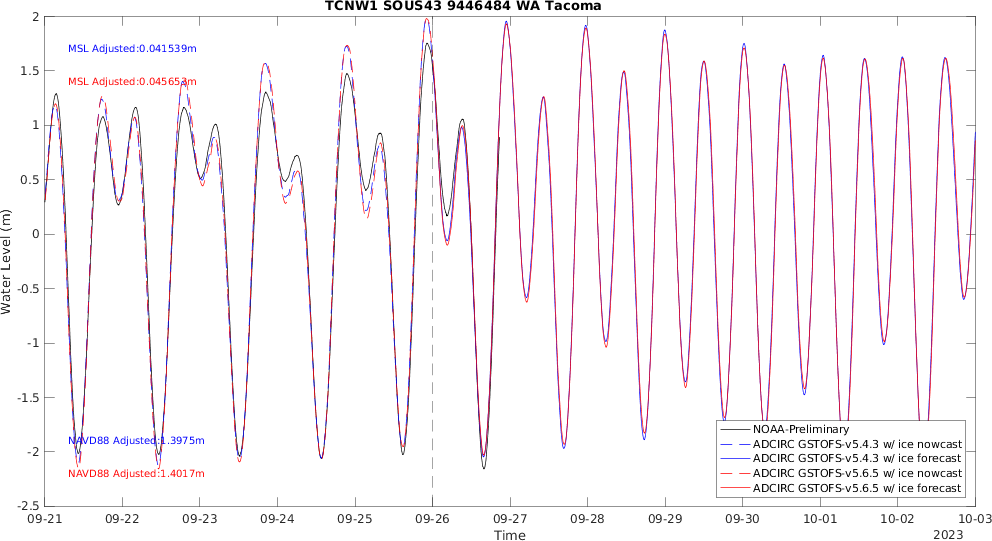 TCNW1 SOUS43 9446484 WA Tacoma
2
1.5
1
0.5
0
-0.5
-1
-1.5
-2
-2.5
Water Level (m)
MSL Adjusted:0.041539m
MSL Adjusted:0.045653m
NAVD88 Adjusted:1.3975m
NAVD88 Adjusted:1.4017m
NOAA-Preliminary
ADCIRC GSTOFS-v5.4.3 w/ ice nowcast
ADCIRC GSTOFS-v5.4.3 w/ ice forecast
ADCIRC GSTOFS-v5.6.5 w/ ice nowcast
ADCIRC GSTOFS-v5.6.5 w/ ice forecast
09-21 09-22 09-23 09-24 09-25 09-26 09-27 09-28 09-29 09-30 10-01 10-02 10-03
Time
2023